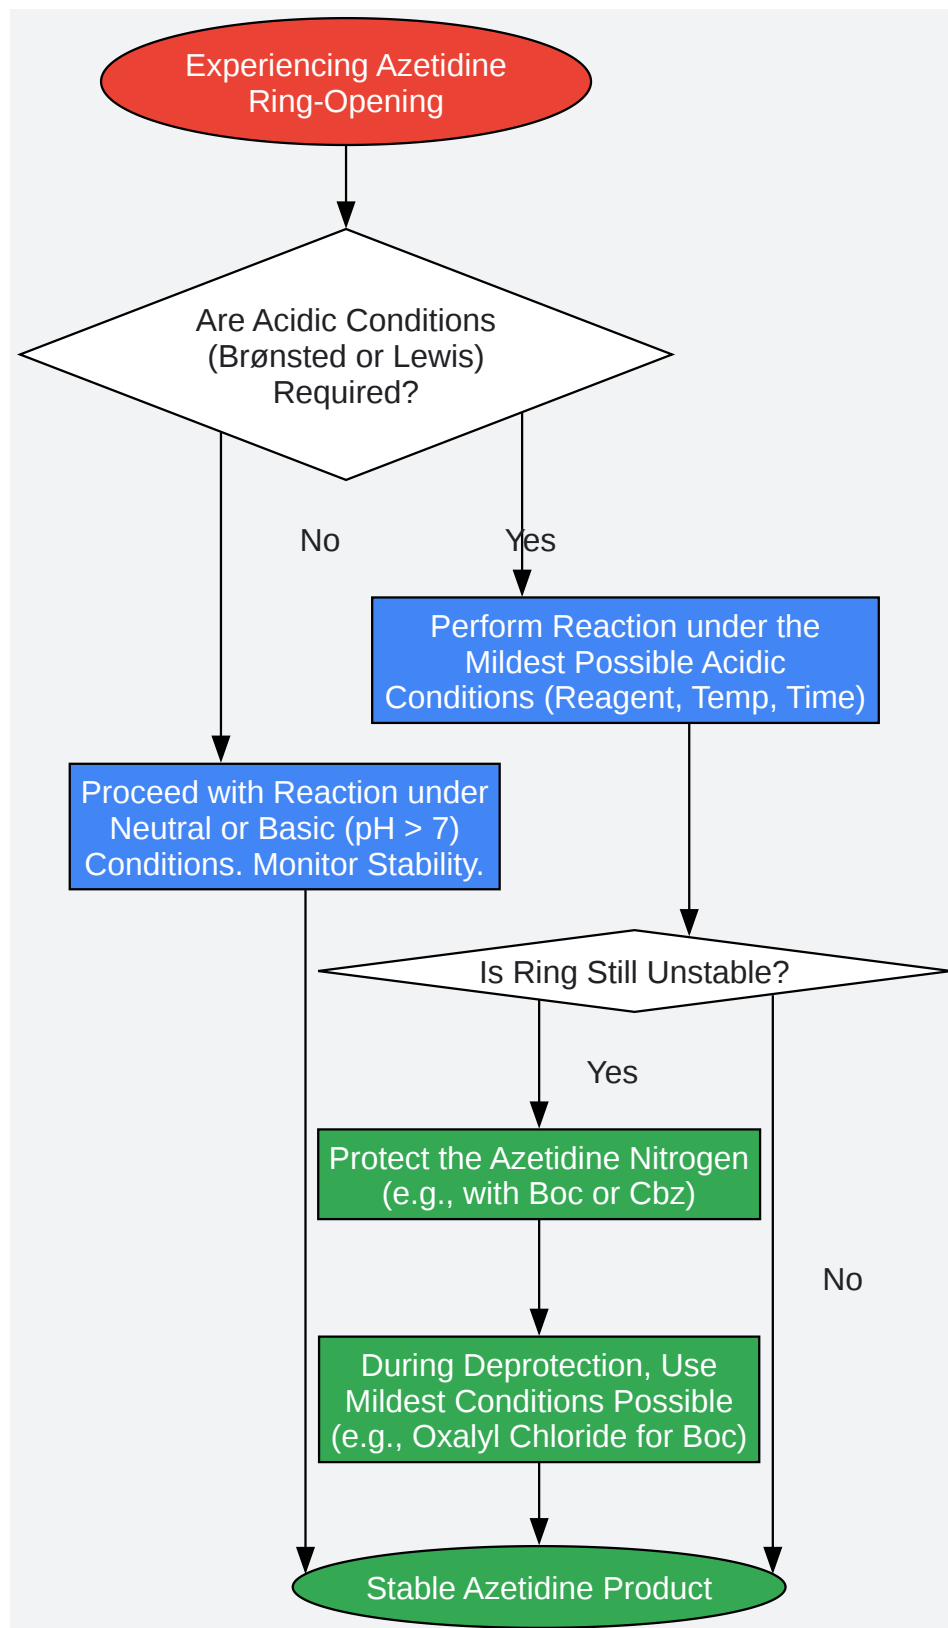 Experiencing Azetidine
Ring-Opening
Are Acidic Conditions
(Brønsted or Lewis)
Required?
No
Yes
Perform Reaction under the
Mildest Possible Acidic
Conditions (Reagent, Temp, Time)
Proceed with Reaction under
Neutral or Basic (pH > 7)
Conditions. Monitor Stability.
Is Ring Still Unstable?
Yes
Protect the Azetidine Nitrogen
(e.g., with Boc or Cbz)
No
During Deprotection, Use
Mildest Conditions Possible
(e.g., Oxalyl Chloride for Boc)
Stable Azetidine Product